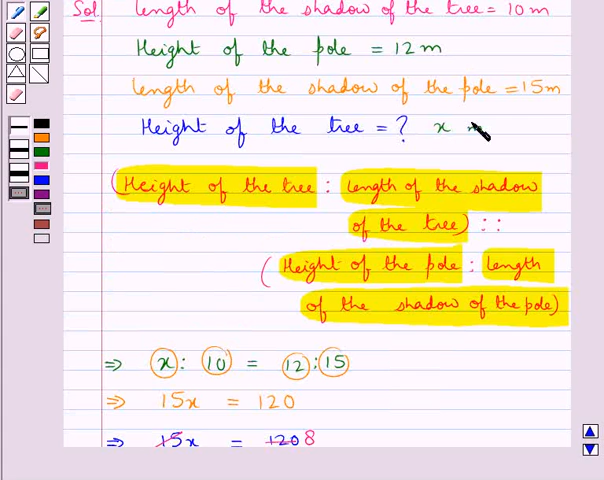 Sol. Length of the shadow of the tree = 10 m
Height of the pole = 12 m
Length of the shadow of the pole = 15 m
Height of the tree = ? x m
(Height of the tree : length of the shadow
of the tree) ::
(Height of the pole : length
of the shadow of the pole)
⇒ x : 10 = 12 : 15
⇒ 15x = 120
⇒ 15x = 120 8